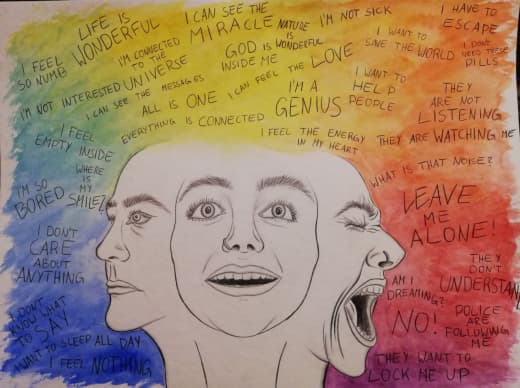 LIFE IS
WONDERFUL
I CAN SEE THE
MIRACLE
NATURE
IS
WONDERFUL
I'M NOT SICK
I HAVE TO
ESCAPE
I FEEL
SO NUMB
I'M CONNECTED
TO THE
UNIVERSE
GOD IS
INSIDE ME
I WANT TO
SAVE THE WORLD
I DON'T
NEED THESE
PILLS
I'M NOT INTERESTED
I CAN SEE THE MESSAGES
I CAN FEEL THE LOVE
I WANT TO
HELP
PEOPLE
THEY
ARE NOT
LISTENING
ALL IS ONE
I'M A
GENIUS
EVERYTHING IS CONNECTED
I FEEL
EMPTY INSIDE
I FEEL THE ENERGY
IN MY HEART
THEY ARE WATCHING ME
WHERE
IS
MY
SMILE?
WHAT IS THAT NOISE?
I'M SO
BORED
LEAVE
ME
ALONE!
I DON'T
CARE
ABOUT
ANYTHING
THEY
DON'T
UNDERSTAND
AM I
DREAMING?
I DON'T
KNOW WHAT
TO SAY
NO!
POLICE
ARE
FOLLOWING
ME
I WANT TO SLEEP ALL DAY
I FEEL NOTHING
THEY WANT TO
LOCK ME UP